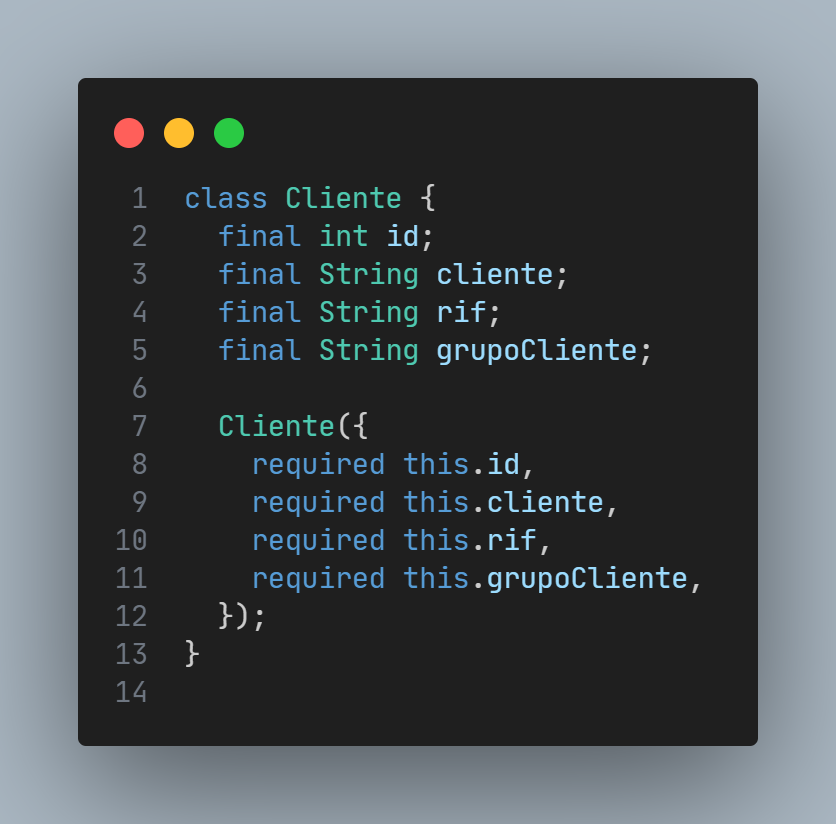 1 class Cliente {
2   final int id;
3   final String cliente;
4   final String rif;
5   final String grupoCliente;
6
7   Cliente({
8     required this.id,
9     required this.cliente,
10     required this.rif,
11     required this.grupoCliente,
12   });
13 }
14